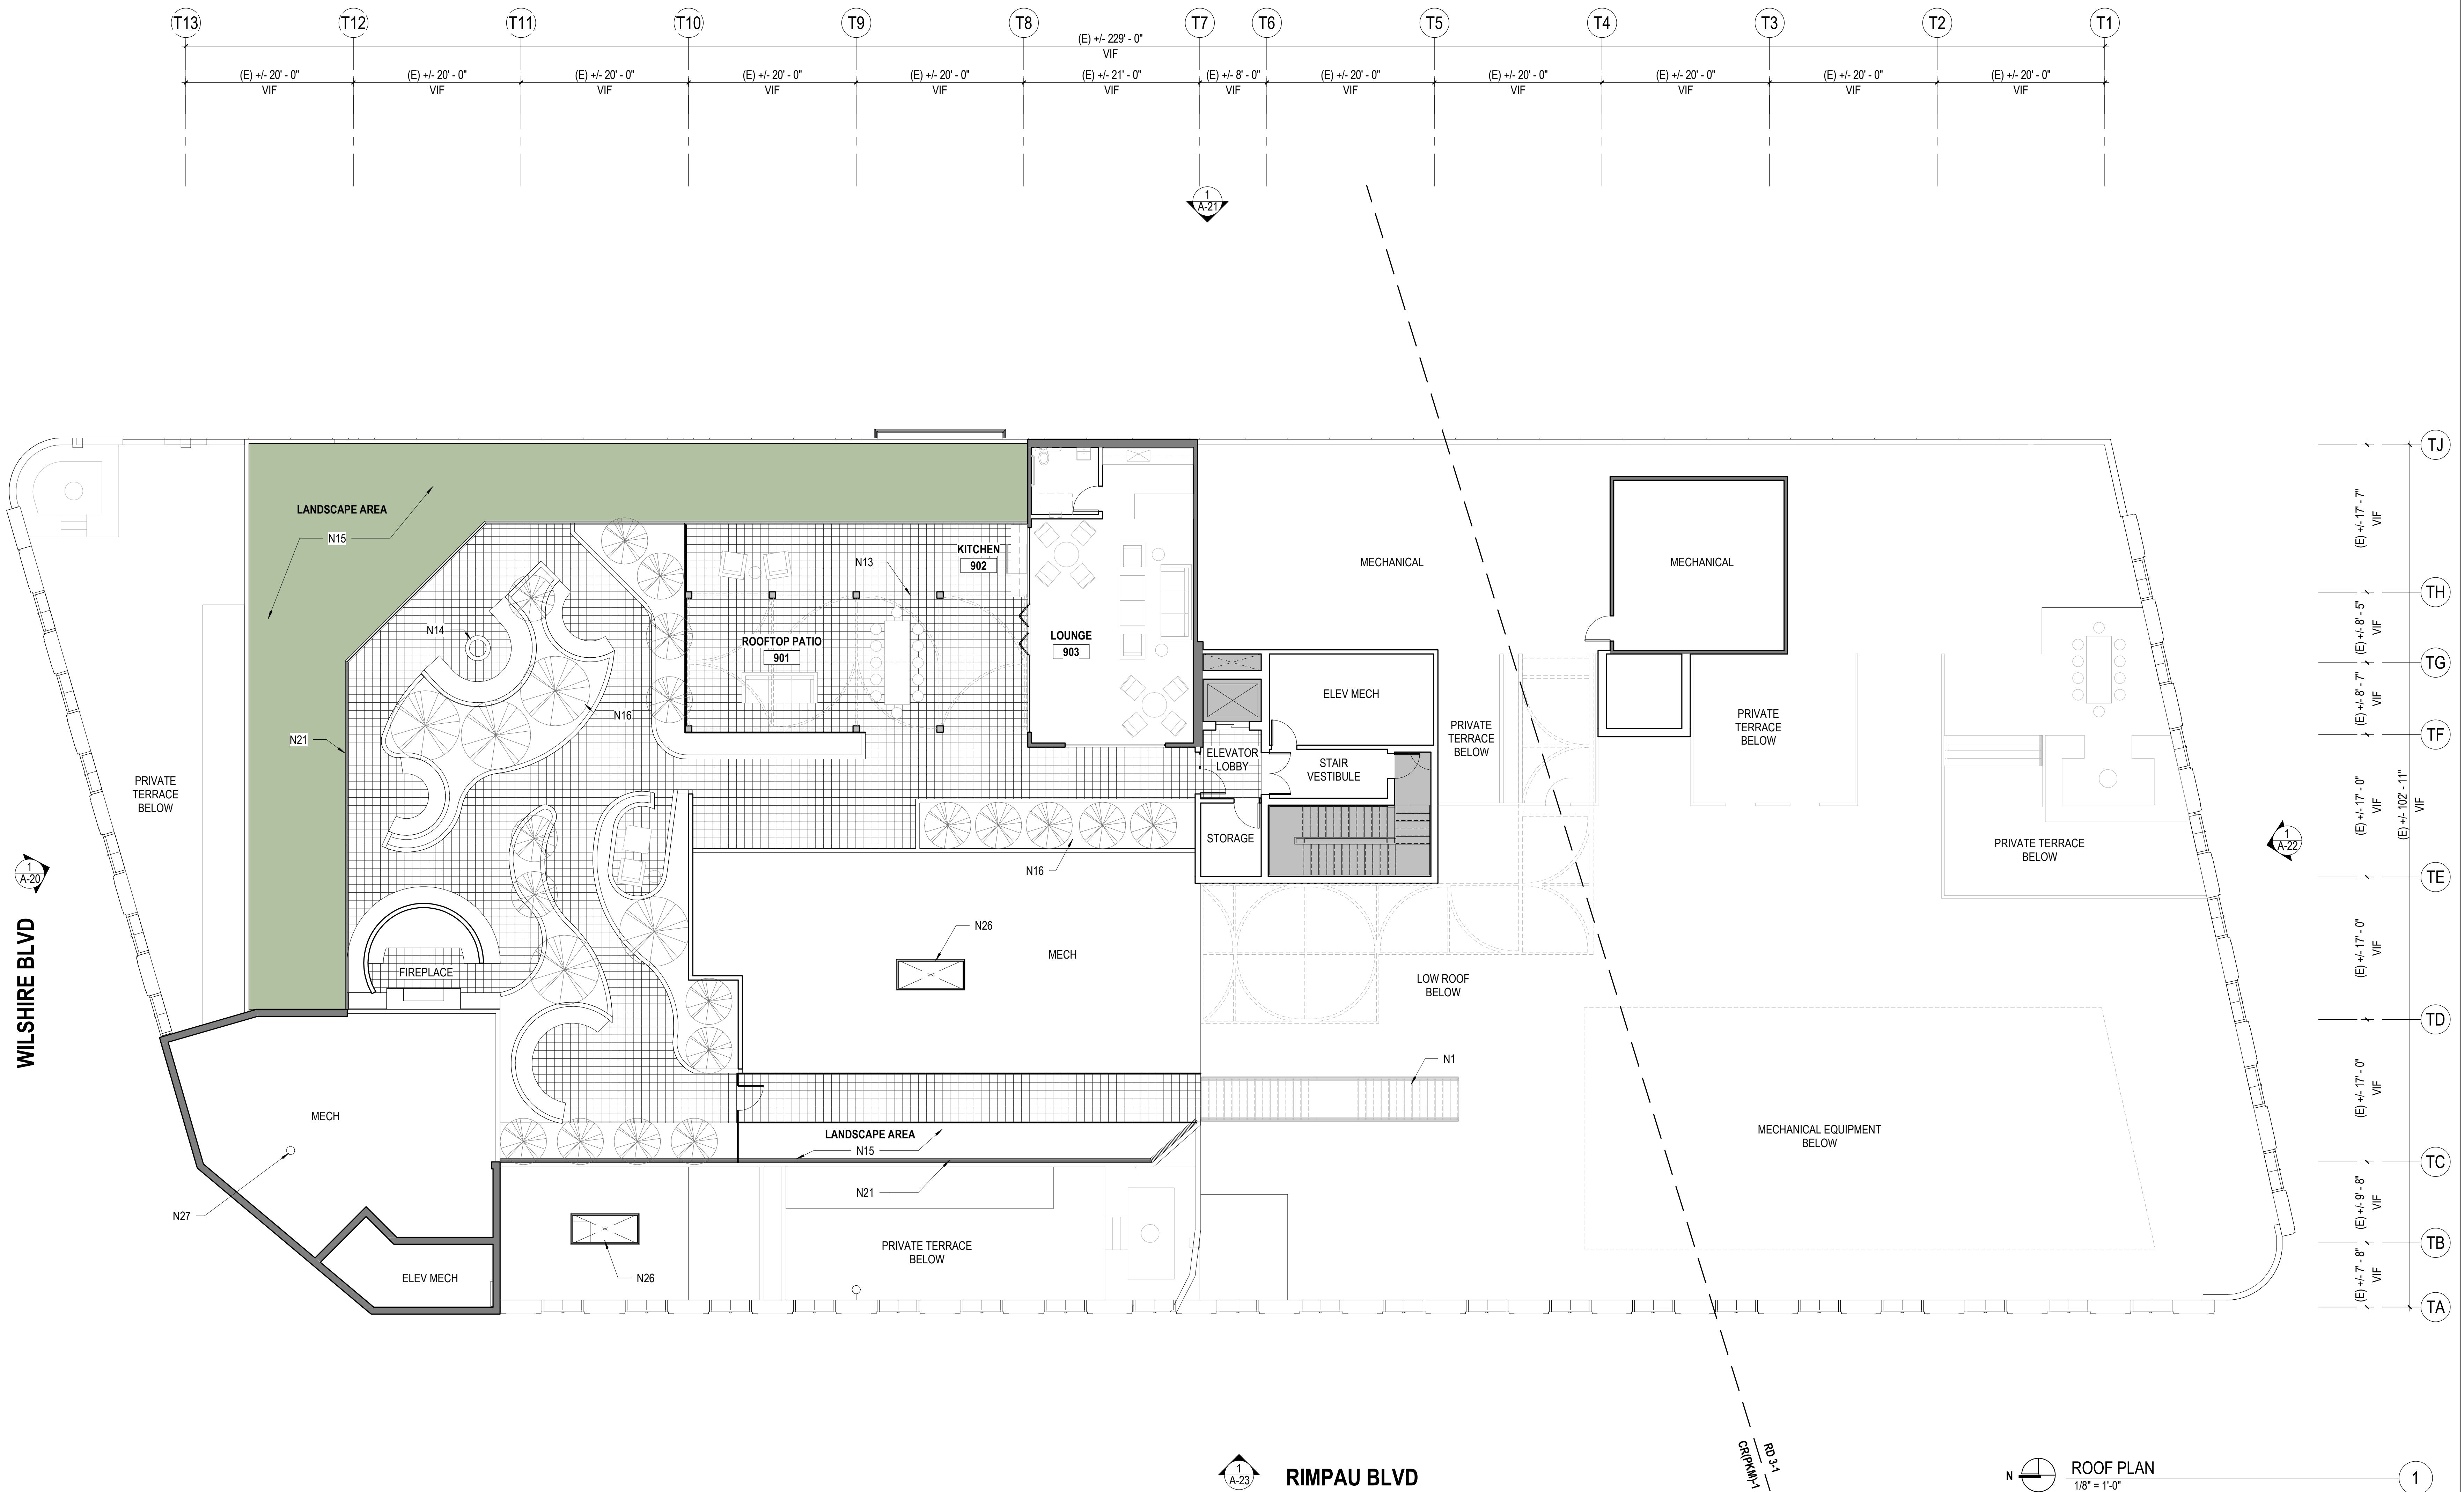 T13
T12
T11
T10
T9
T8
T7
T6
T5
T4
T3
T2
T1
(E) +/- 229' - 0"
VIF
(E) +/- 20' - 0"
VIF
(E) +/- 20' - 0"
VIF
(E) +/- 20' - 0"
VIF
(E) +/- 20' - 0"
VIF
(E) +/- 20' - 0"
VIF
(E) +/- 21' - 0"
VIF
(E) +/- 8' - 0"
VIF
(E) +/- 20' - 0"
VIF
(E) +/- 20' - 0"
VIF
(E) +/- 20' - 0"
VIF
(E) +/- 20' - 0"
VIF
(E) +/- 20' - 0"
VIF
1
A-21
LANDSCAPE AREA
N15
N14
N16
N21
PRIVATE
TERRACE
BELOW
KITCHEN
902
N13
ROOFTOP PATIO
901
LOUNGE
903
MECHANICAL
MECHANICAL
ELEV MECH
ELEVATOR
LOBBY
STAIR
VESTIBULE
STORAGE
PRIVATE
TERRACE
BELOW
PRIVATE
TERRACE
BELOW
PRIVATE TERRACE
BELOW
N16
N26
MECH
FIREPLACE
LOW ROOF
BELOW
N1
MECHANICAL EQUIPMENT
BELOW
MECH
N27
ELEV MECH
LANDSCAPE AREA
N15
N21
N26
PRIVATE TERRACE
BELOW
1
A-20
WILSHIRE BLVD
1
A-22
TJ
(E) +/- 17' - 7"
VIF
TH
(E) +/- 8' - 5"
VIF
TG
(E) +/- 8' - 7"
VIF
TF
(E) +/- 17' - 0"
VIF
(E) +/- 102' - 11"
VIF
TE
(E) +/- 17' - 0"
VIF
TD
(E) +/- 17' - 0"
VIF
TC
(E) +/- 9' - 8"
VIF
TB
(E) +/- 7' - 8"
VIF
TA
1
A-23
RIMPAU BLVD
RD 3-1
CR(PKM)-1
N
ROOF PLAN
1/8" = 1'-0"
1